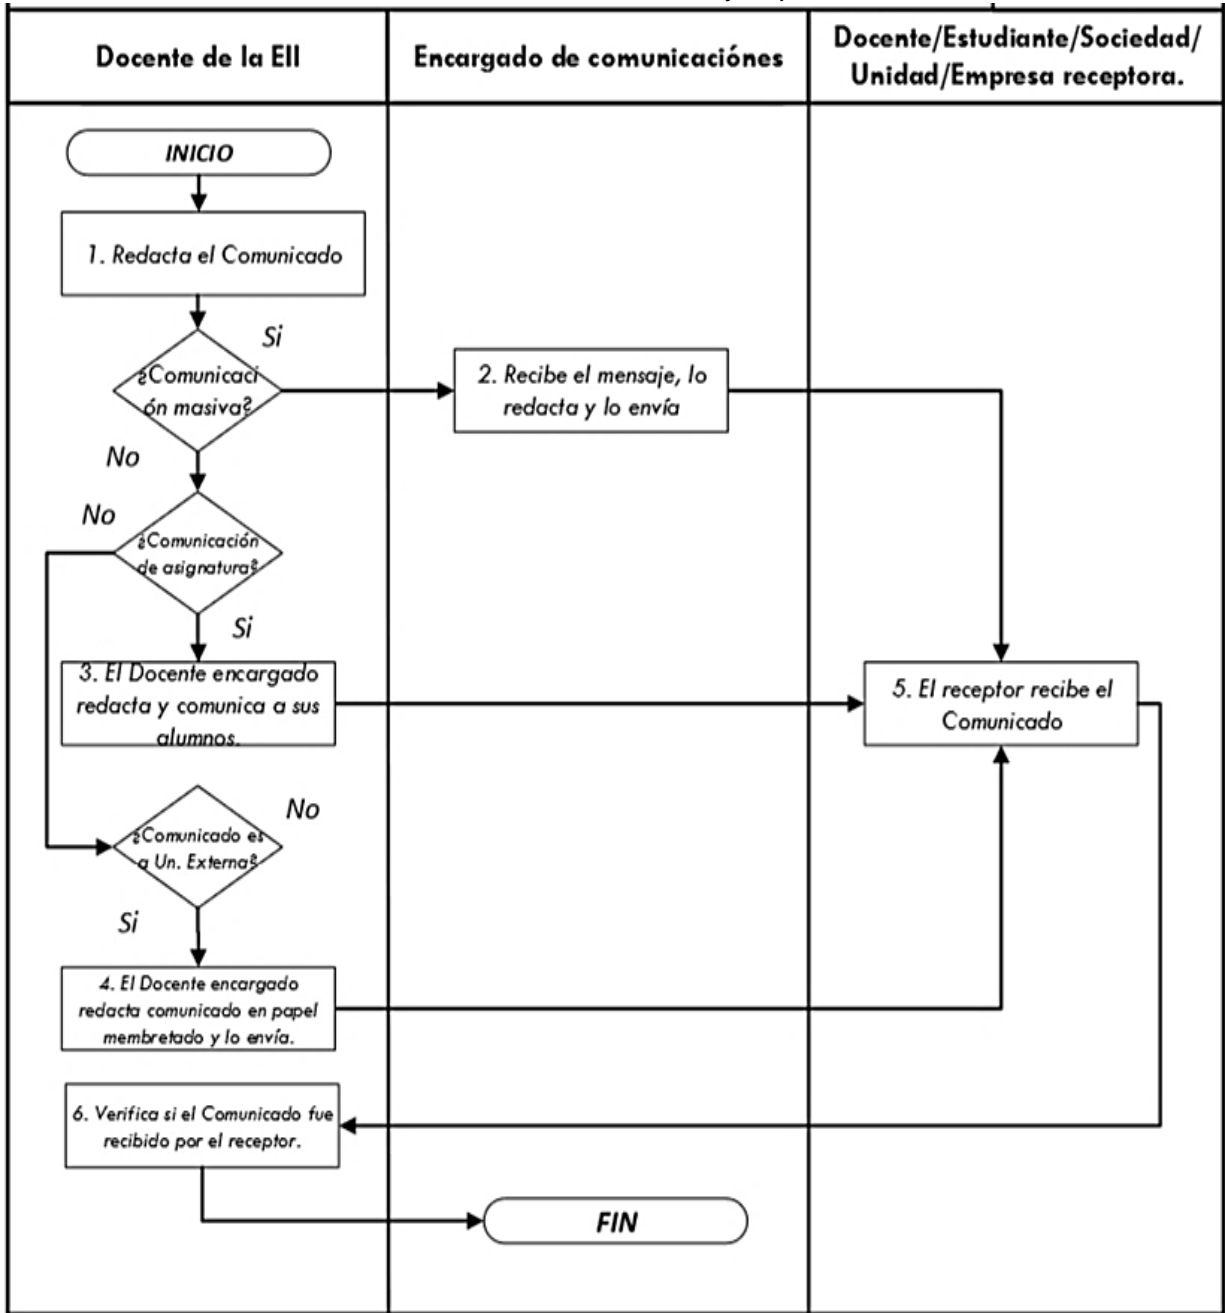 Docente de la EII
Encargado de comunicaciónes
Docente/Estudiante/Sociedad/
Unidad/Empresa receptora.
INICIO
1. Redacta el Comunicado
Si
¿Comunicaci
ón masiva?
2. Recibe el mensaje, lo
redacta y lo envía
No
No
¿Comunicación
de asignatura?
Si
3. El Docente encargado
redacta y comunica a sus
alumnos.
5. El receptor recibe el
Comunicado
No
¿Comunicado es
a Un. Externa?
Si
4. El Docente encargado
redacta comunicado en papel
membretado y lo envía.
6. Verifica si el Comunicado fue
recibido por el receptor.
FIN